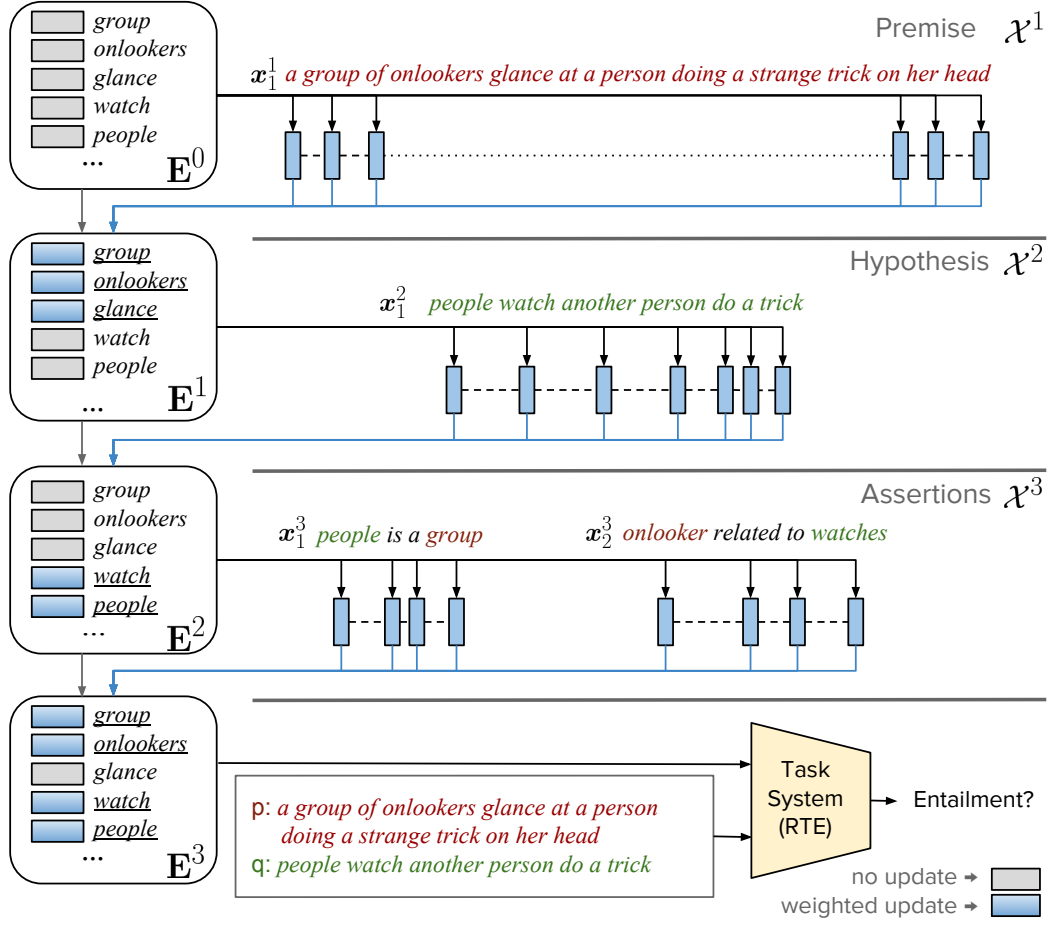 group
onlookers
glance
watch
people
...
E^0
Premise 𝒳^1
x_1^1 a group of onlookers glance at a person doing a strange trick on her head
group
onlookers
glance
watch
people
...
E^1
Hypothesis 𝒳^2
x_1^2 people watch another person do a trick
group
onlookers
glance
watch
people
...
E^2
Assertions 𝒳^3
x_1^3 people is a group
x_2^3 onlooker related to watches
group
onlookers
glance
watch
people
...
E^3
p: a group of onlookers glance at a person
doing a strange trick on her head
q: people watch another person do a trick
Task
System
(RTE)
Entailment?
no update →
weighted update →